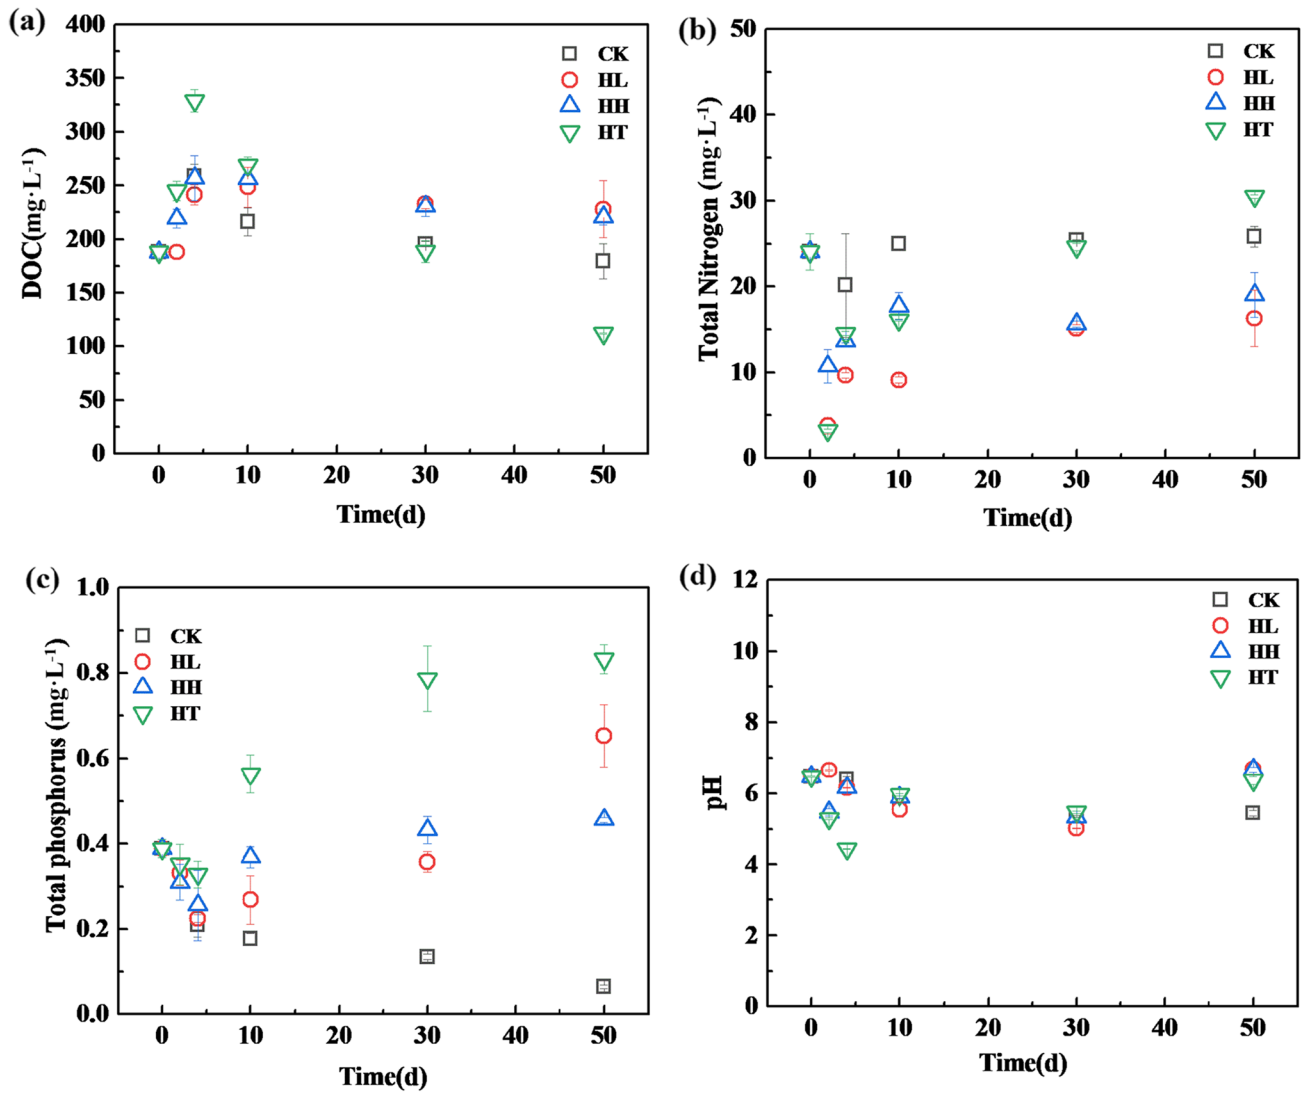 (a)
400
350
300
250
200
150
100
50
0
DOC(mg·L⁻¹)
CK
HL
HH
HT
0 10 20 30 40 50
Time(d)
(b)
50
40
30
20
10
0
Total Nitrogen (mg·L⁻¹)
CK
HL
HH
HT
0 10 20 30 40 50
Time(d)
(c)
1.0
0.8
0.6
0.4
0.2
0.0
Total phosphorus (mg·L⁻¹)
CK
HL
HH
HT
0 10 20 30 40 50
Time(d)
(d)
12
10
8
6
4
2
0
pH
CK
HL
HH
HT
0 10 20 30 40 50
Time(d)